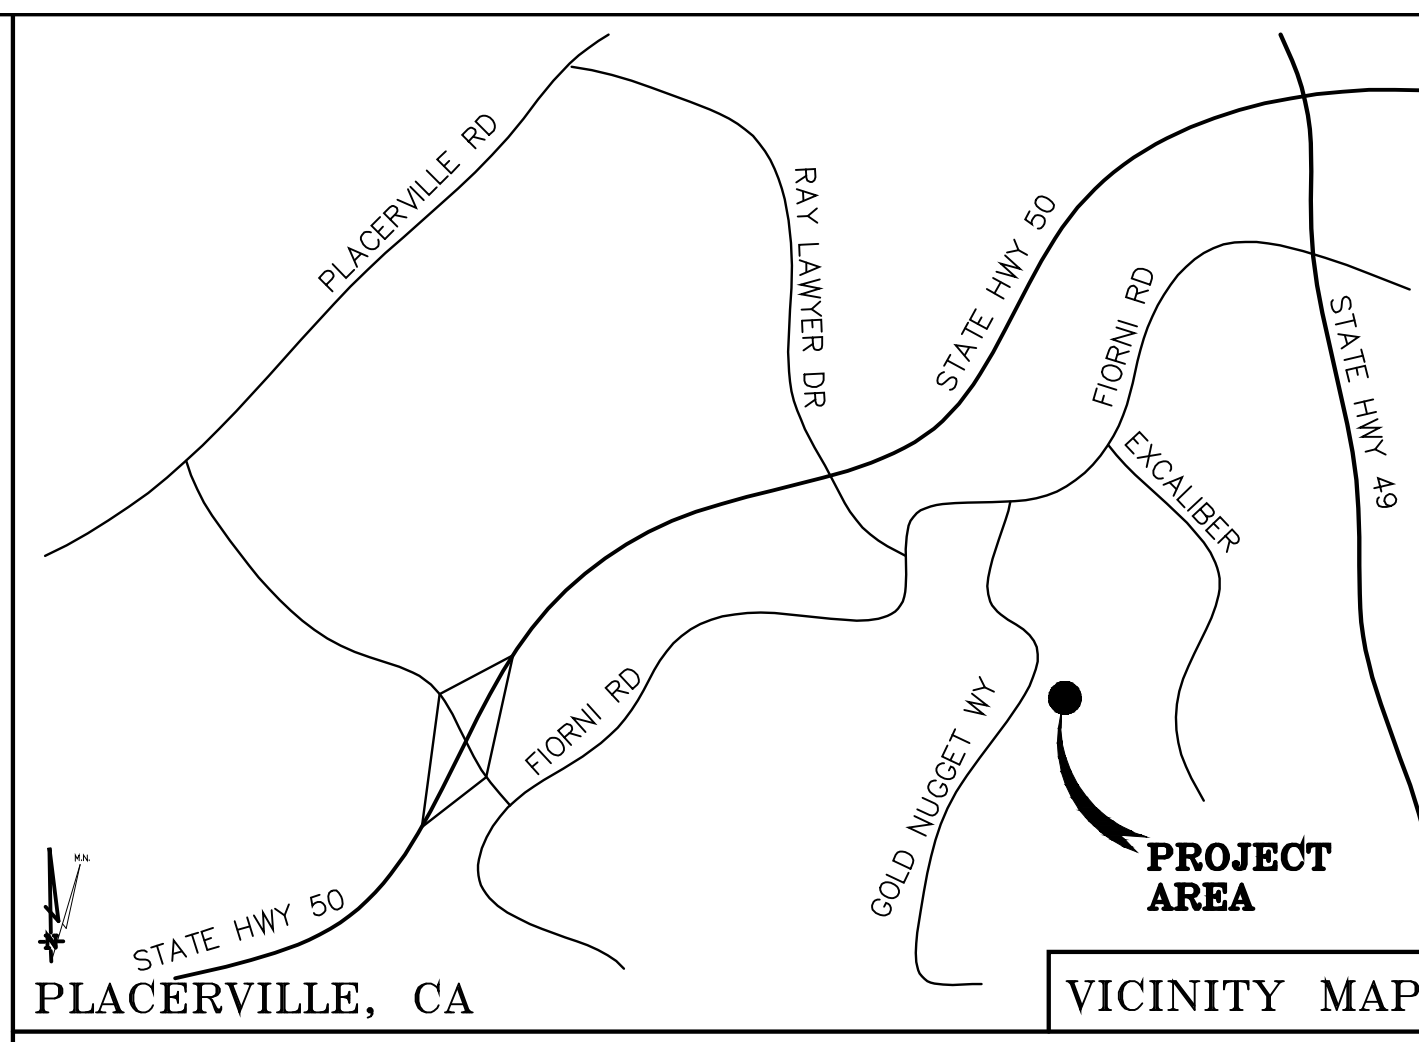 PLACERVILLE RD
RAY LAWYER DR
STATE HWY 50
FIORNI RD
STATE HWY 49
EXCALIBER
FIORNI RD
GOLD NUGGET WY
PROJECT
AREA
M.N.
N
STATE HWY 50
PLACERVILLE, CA
VICINITY MAP